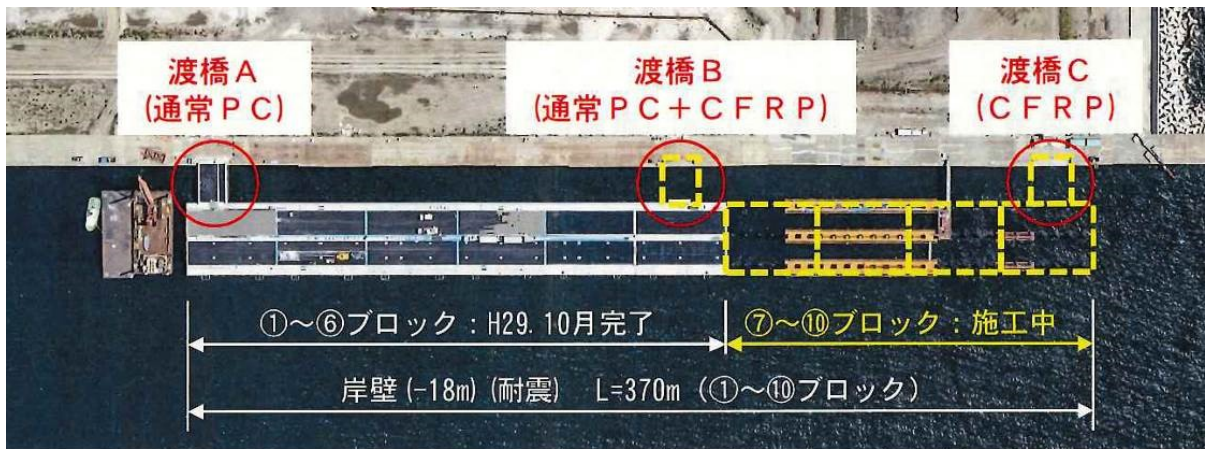 渡橋A
(通常PC)
渡橋B
(通常PC+CFRP)
渡橋C
(CFRP)
①~⑥ブロック:H29.10月完了
⑦~⑩ブロック:施工中
岸壁(-18m)(耐震) L=370m(①~⑩ブロック)